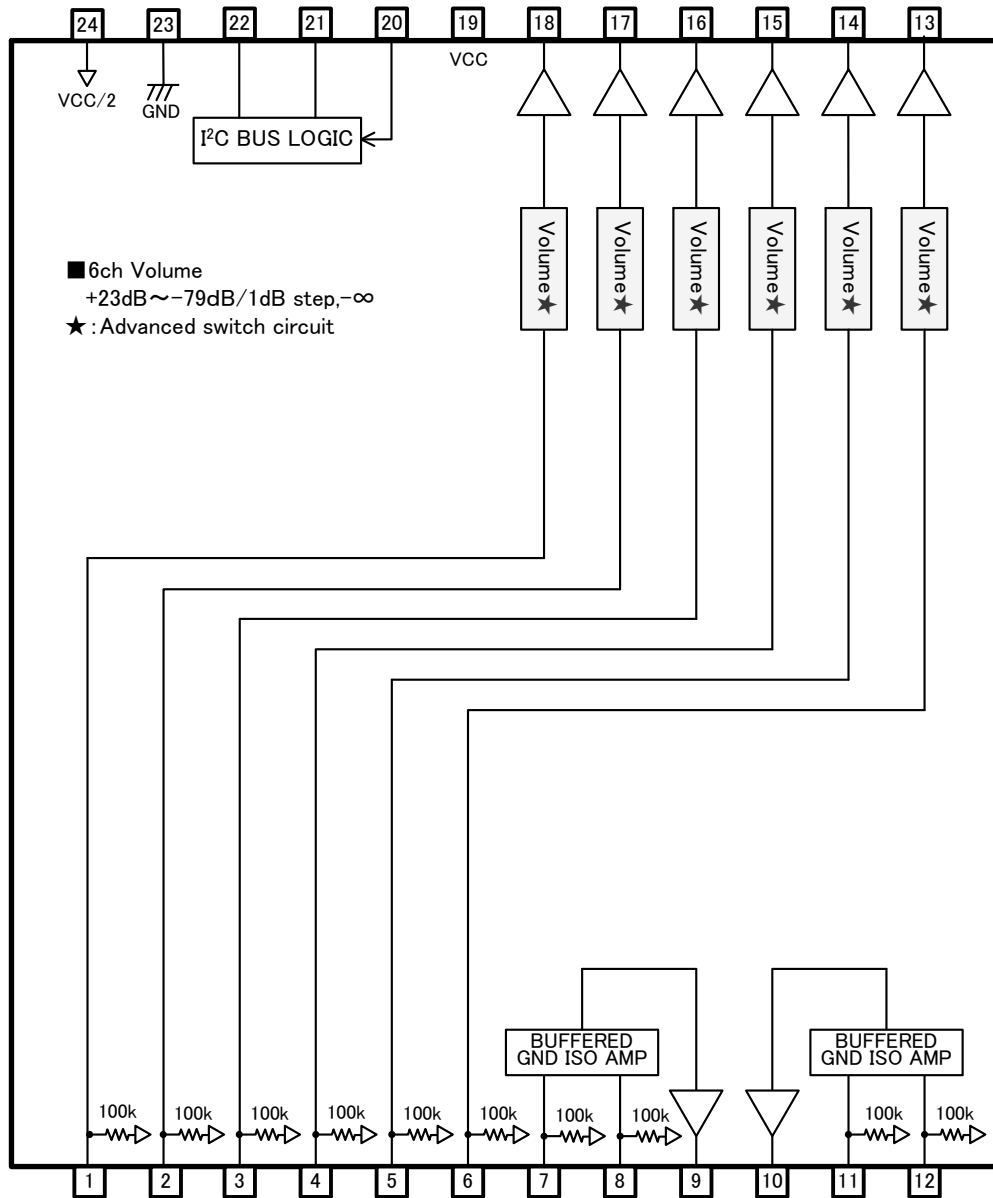 24 23 22 21 20 19 18 17 16 15 14 13
VCC
VCC/2
GND
I²C BUS LOGIC
Volume★ Volume★ Volume★ Volume★ Volume★ Volume★
■6ch Volume
+23dB～−79dB/1dB step,−∞
★:Advanced switch circuit
BUFFERED
GND ISO AMP
BUFFERED
GND ISO AMP
100k 100k 100k 100k 100k 100k 100k 100k 100k 100k
1 2 3 4 5 6 7 8 9 10 11 12